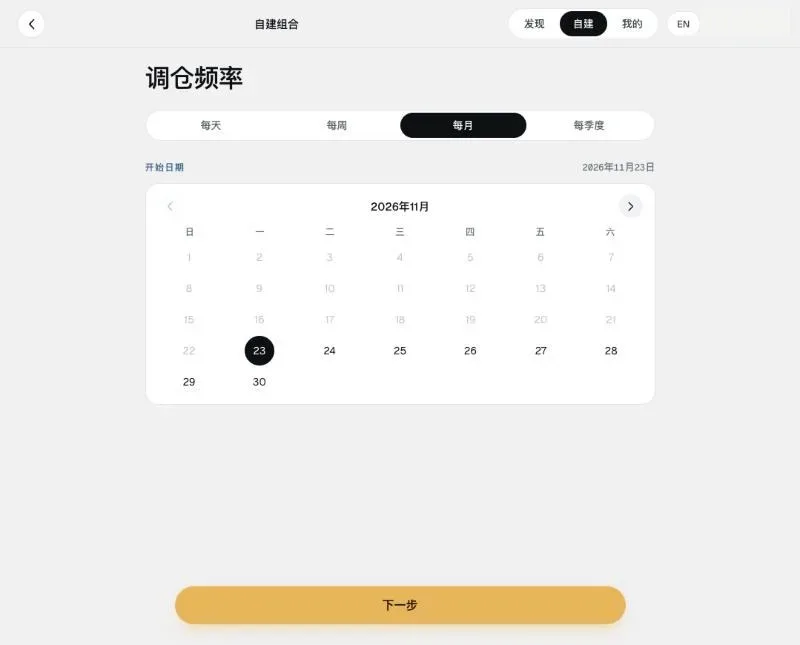 自建组合
发现 自建 我的 EN
调仓频率
每天 每周 每月 每季度
开始日期 2026年11月23日
2026年11月
日 一 二 三 四 五 六
1 2 3 4 5 6 7
8 9 10 11 12 13 14
15 16 17 18 19 20 21
22 23 24 25 26 27 28
29 30
下一步